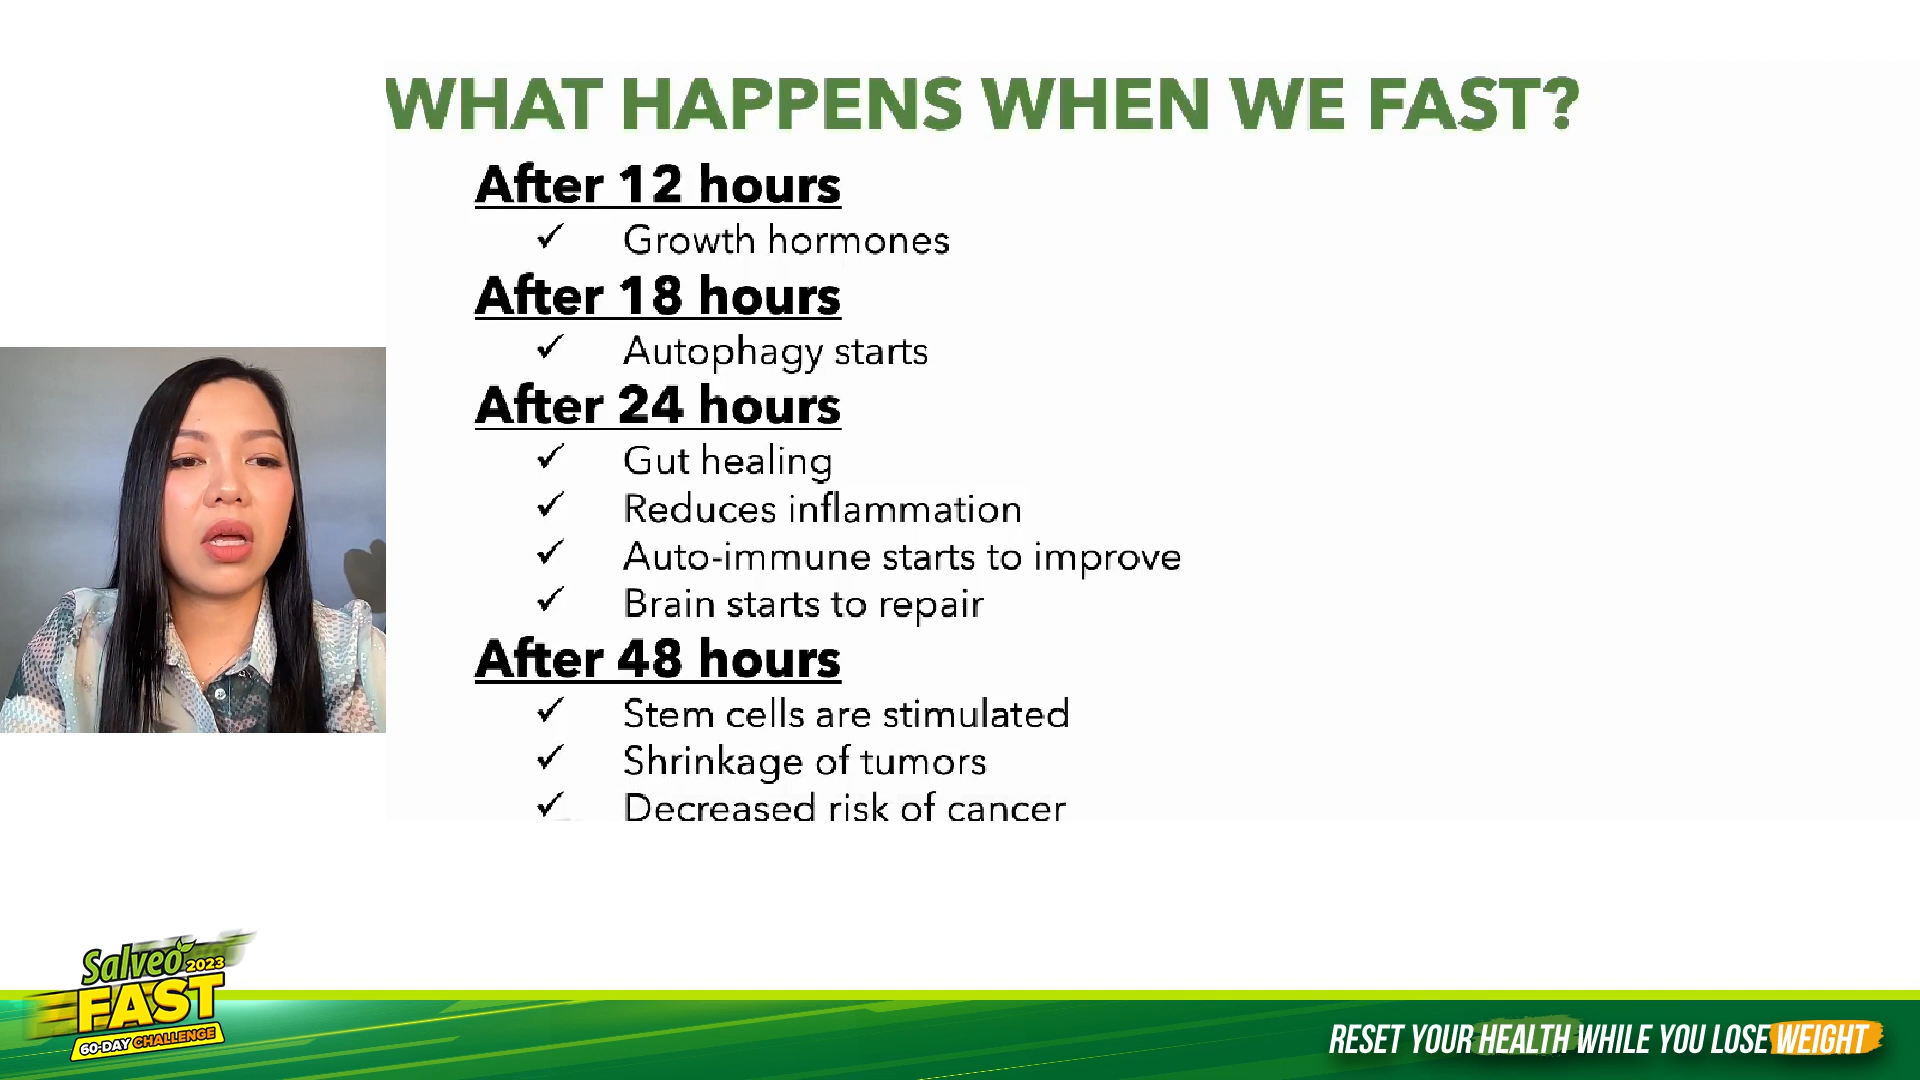 WHAT HAPPENS WHEN WE FAST?
After 12 hours
✓ Growth hormones
After 18 hours
✓ Autophagy starts
After 24 hours
✓ Gut healing
✓ Reduces inflammation
✓ Auto-immune starts to improve
✓ Brain starts to repair
After 48 hours
✓ Stem cells are stimulated
✓ Shrinkage of tumors
✓ Decreased risk of cancer
Salveo 2023
FAST
60-DAY CHALLENGE
RESET YOUR HEALTH WHILE YOU LOSE WEIGHT